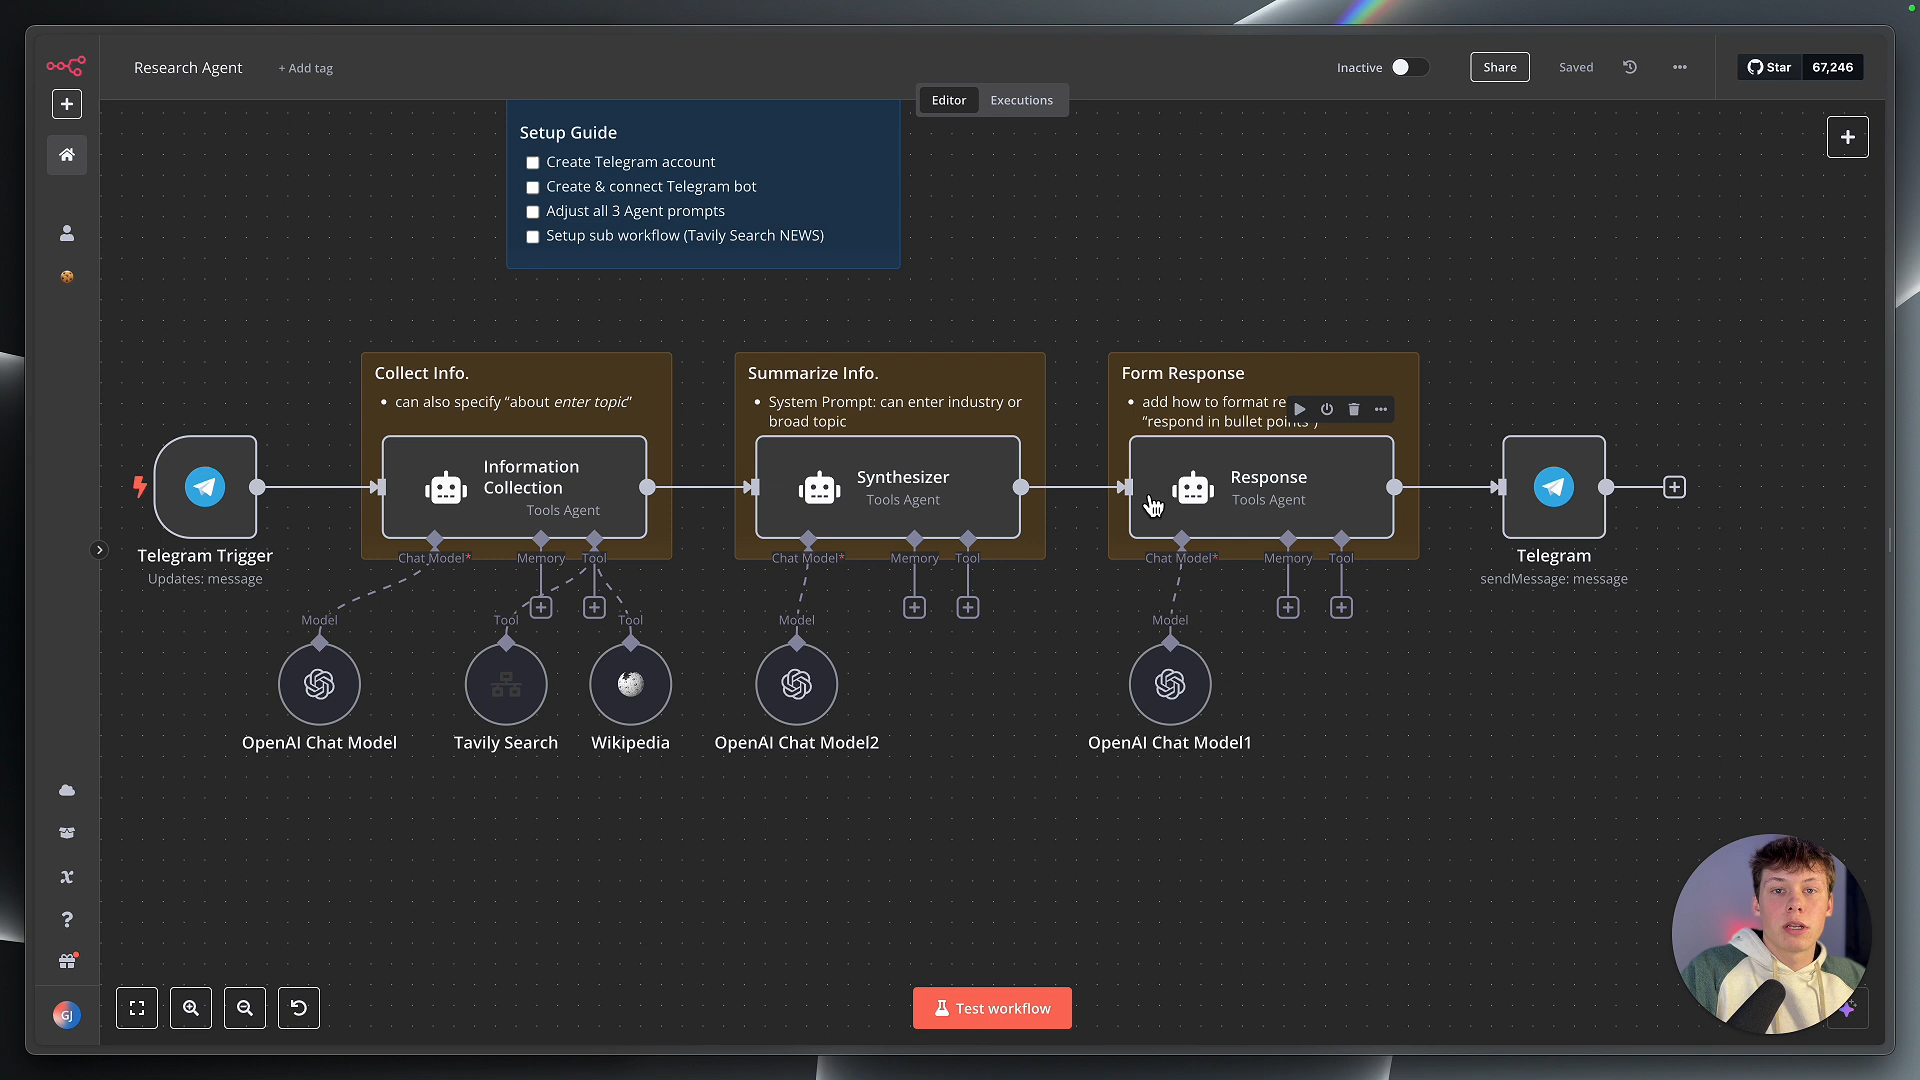 Research Agent
+ Add tag
Inactive
Share
Saved
Star
67,246
Editor
Executions
Setup Guide
Create Telegram account
Create & connect Telegram bot
Adjust all 3 Agent prompts
Setup sub workflow (Tavily Search NEWS)
Collect Info.
can also specify “about enter topic”
Summarize Info.
System Prompt: can enter industry or
broad topic
Form Response
add how to format re
“respond in bullet points”)
Information
Collection
Tools Agent
Synthesizer
Tools Agent
Response
Tools Agent
Telegram Trigger
Updates: message
Chat Model*
Memory
Tool
Chat Model*
Memory
Tool
Chat Model*
Memory
Tool
Telegram
sendMessage: message
Model
Tool
Tool
Model
Model
OpenAI Chat Model
Tavily Search
Wikipedia
OpenAI Chat Model2
OpenAI Chat Model1
GJ
Test workflow